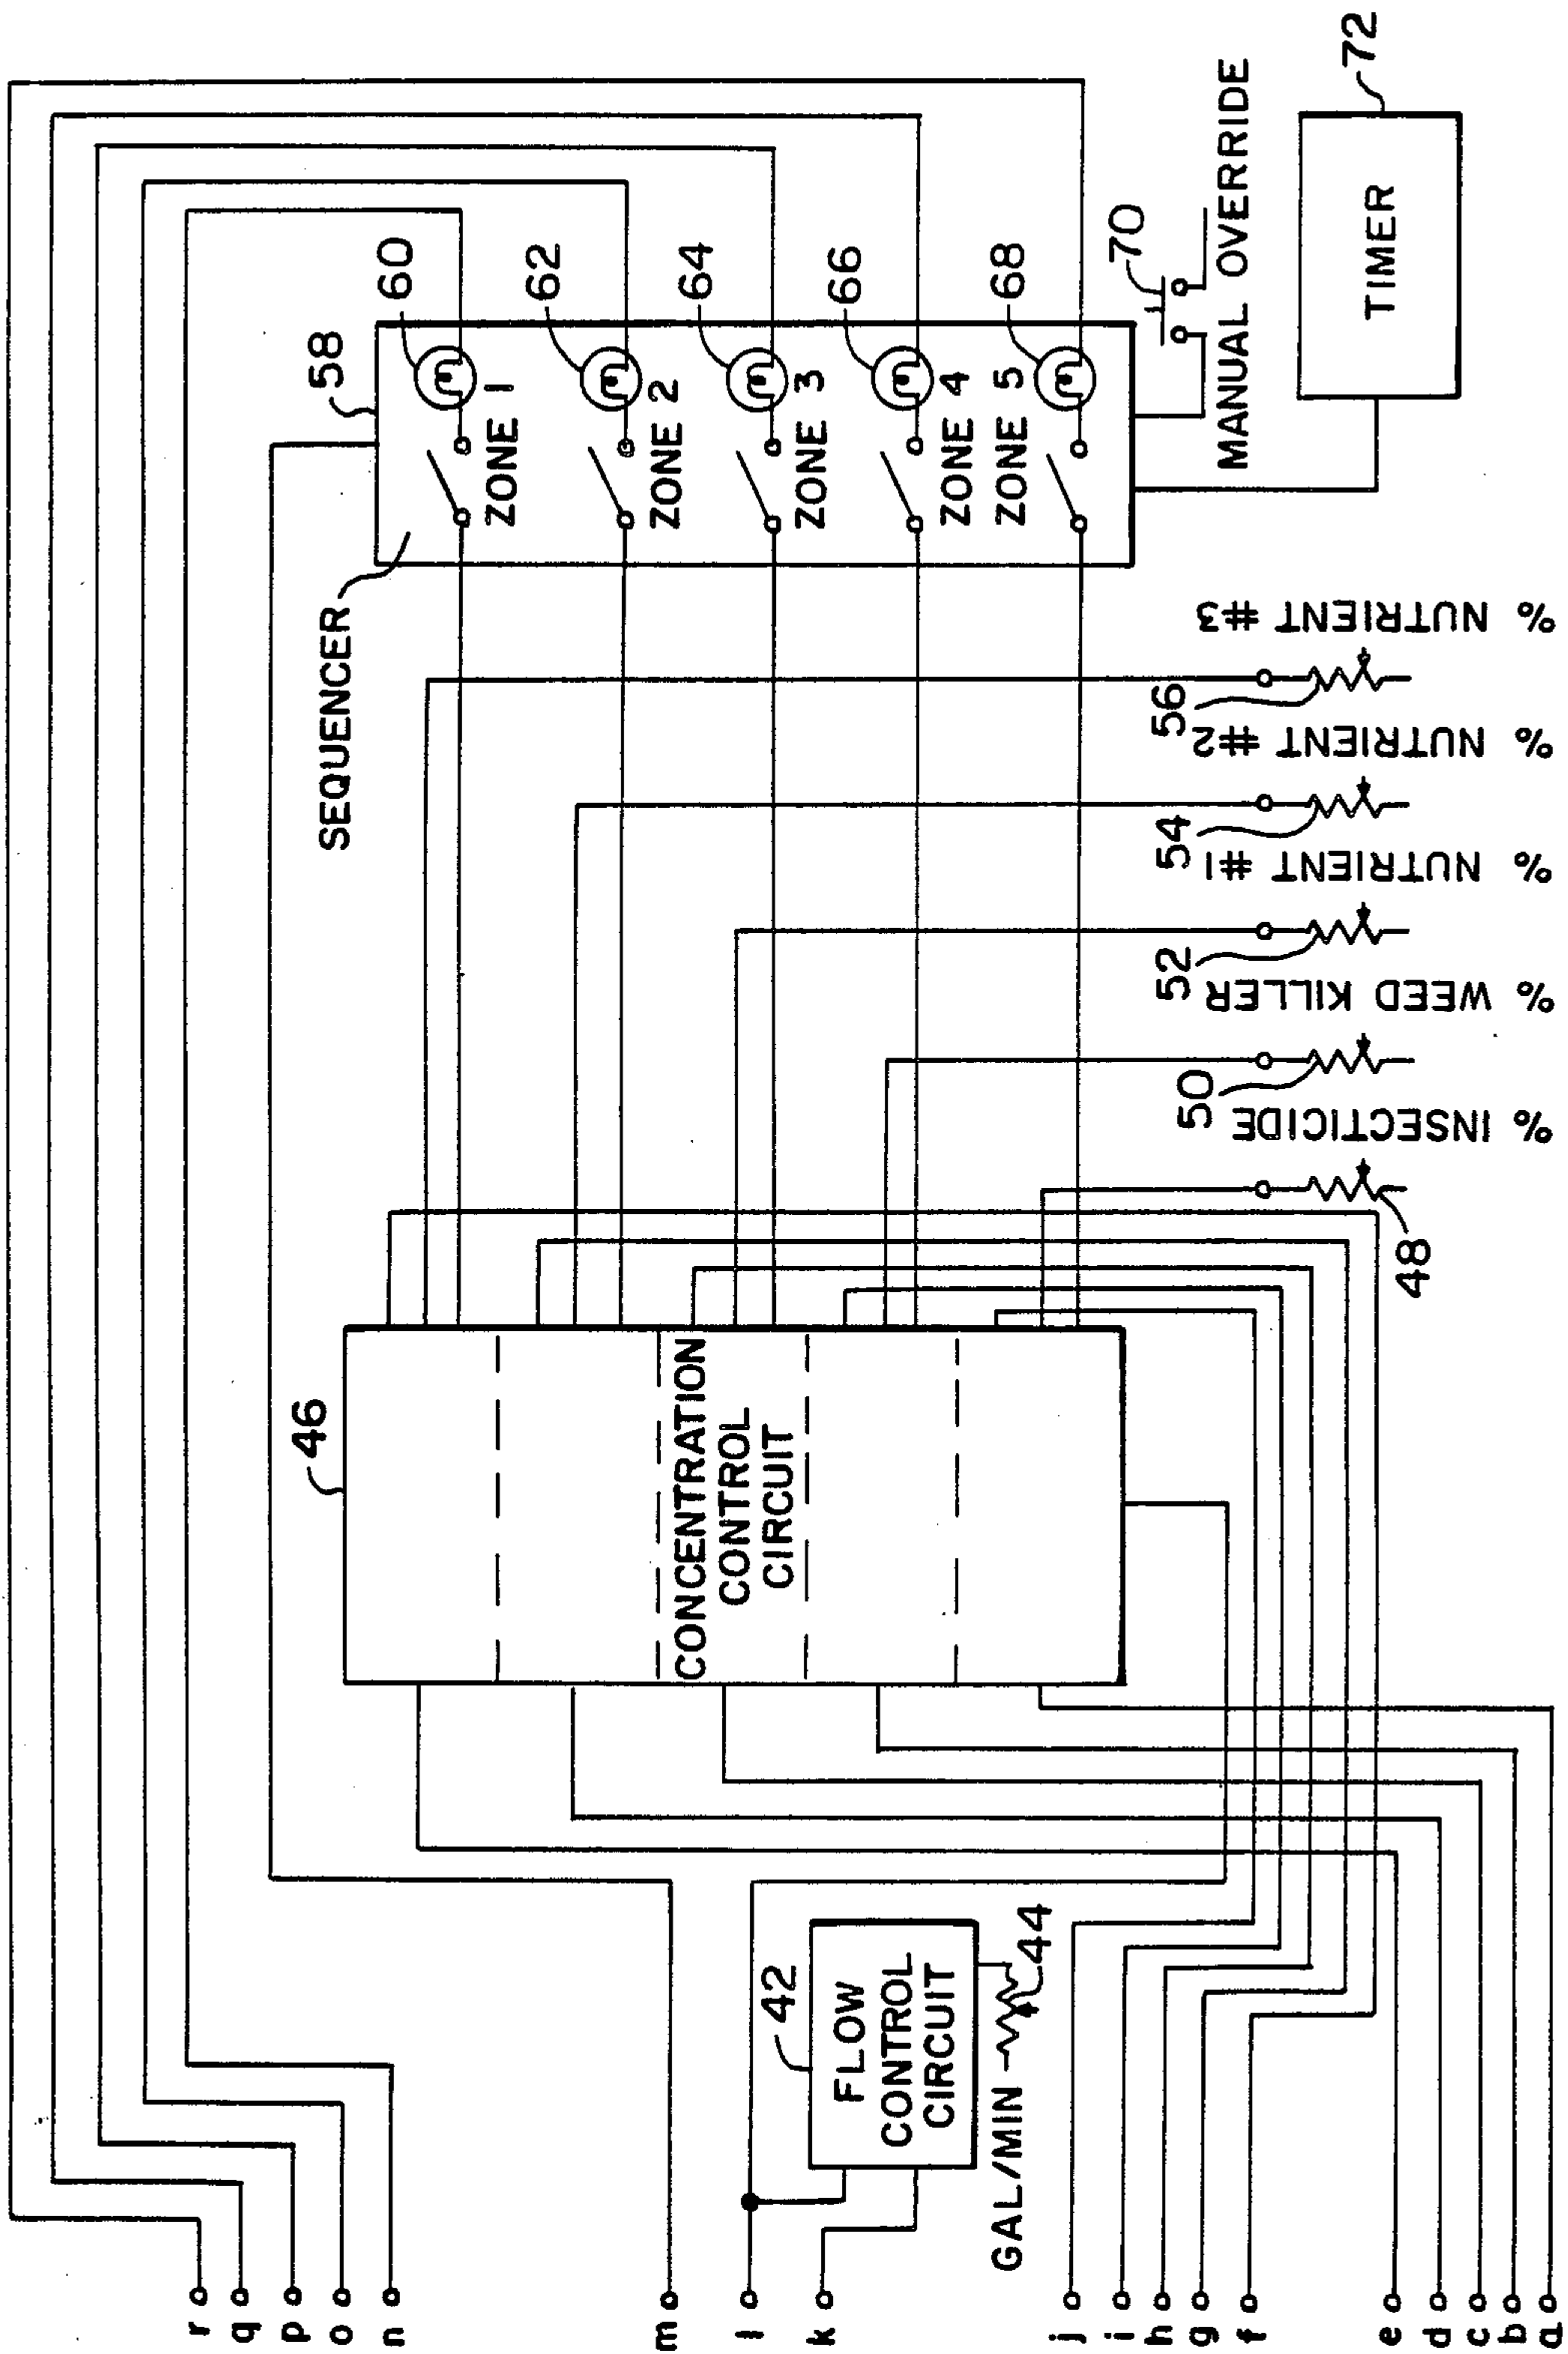 r
q
p
o
n
m
l
k
j
i
h
g
f
e
d
c
b
a
42
FLOW
CONTROL
CIRCUIT
GAL/MIN
44
46
CONCENTRATION
CONTROL
CIRCUIT
48
% INSECTICIDE
50
% WEED KILLER
52
% NUTRIENT #1
54
% NUTRIENT #2
56
% NUTRIENT #3
SEQUENCER
58
60
ZONE 1
62
ZONE 2
64
ZONE 3
66
ZONE 4
68
ZONE 5
70
MANUAL OVERRIDE
TIMER
72